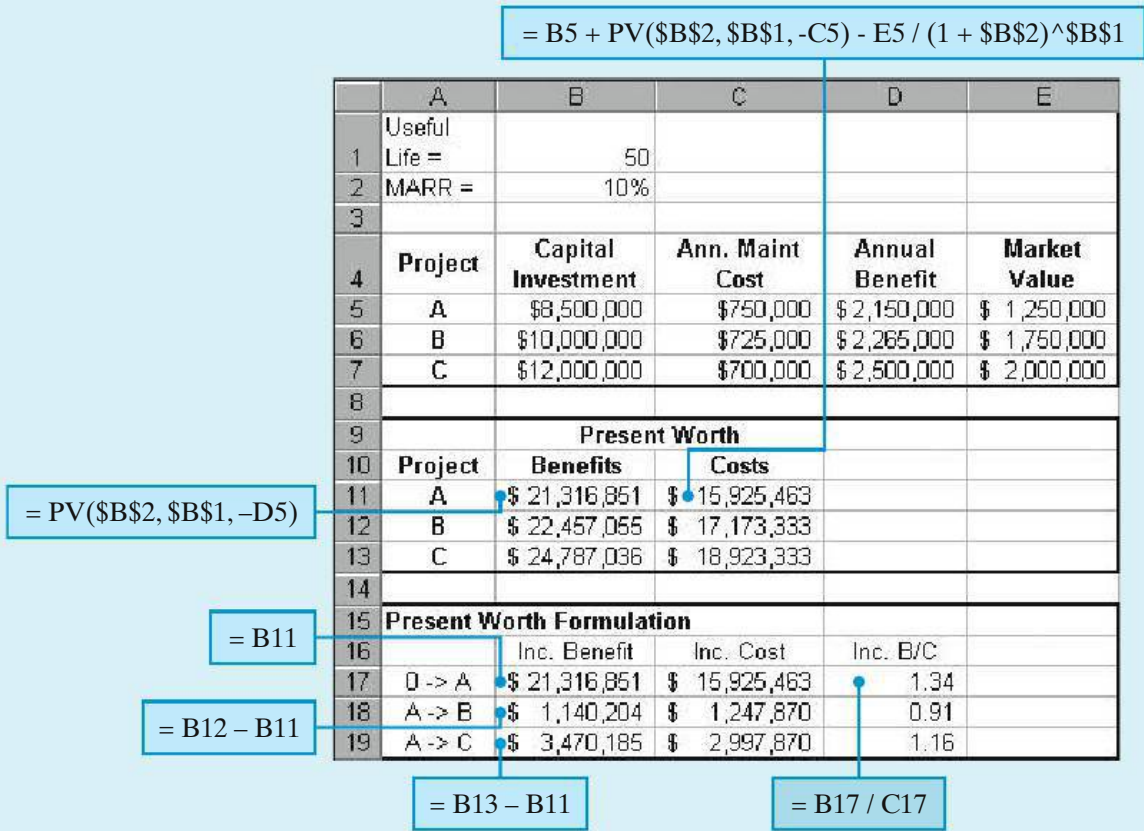 = B5 + PV($B$2, $B$1, -C5) - E5 / (1 + $B$2)^$B$1
A B C D E
Useful
1 Life = 50
2 MARR = 10%
3
Capital Ann. Maint Annual Market
Project
4 Investment Cost Benefit Value
5 A $8,500,000 $750,000 $ 2,150,000 $ 1,250,000
6 B $10,000,000 $725,000 $ 2,265,000 $ 1,750,000
7 C $12,000,000 $700,000 $ 2,500,000 $ 2,000,000
8
9 Present Worth
10 Project Benefits Costs
11 A $ 21,316,851 $ 15,925,463
= PV($B$2, $B$1, –D5)
12 B $ 22,457,055 $ 17,173,333
13 C $ 24,787,036 $ 18,923,333
14
15 Present Worth Formulation
= B11
16 Inc. Benefit Inc. Cost Inc. B/C
17 0 -> A $ 21,316,851 $ 15,925,463 1.34
18 A -> B $ 1,140,204 $ 1,247,870 0.91
= B12 – B11
19 A -> C $ 3,470,185 $ 2,997,870 1.16
= B13 – B11
= B17 / C17